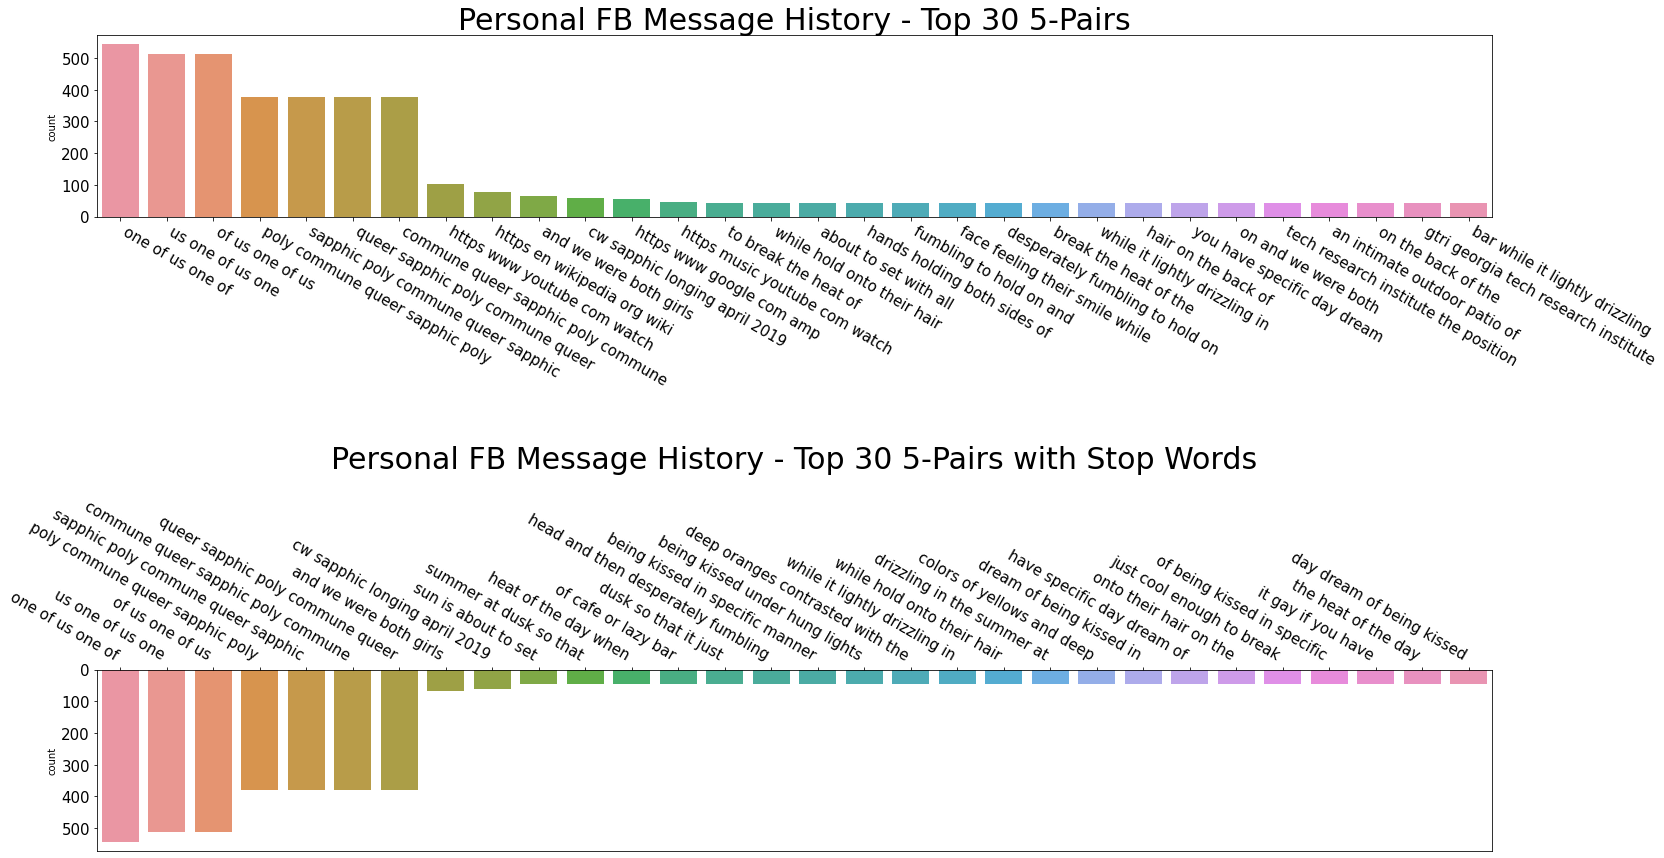 Personal FB Message History - Top 30 5-Pairs
count
500
400
300
200
100
0
one of us one of
us one of us one
of us one of us
poly commune queer sapphic poly
sapphic poly commune queer sapphic
queer sapphic poly commune queer
commune queer sapphic poly commune
https www youtube com watch
https en wikipedia org wiki
and we were both girls
cw sapphic longing april 2019
https www google com amp
https music youtube com watch
to break the heat of
while hold onto their hair
about to set with all
hands holding both sides of
fumbling to hold on and
face feeling their smile while
desperately fumbling to hold on
break the heat of the
while it lightly drizzling in
hair on the back of
you have specific day dream
on and we were both
tech research institute the position
an intimate outdoor patio of
on the back of the
gtri georgia tech research institute
bar while it lightly drizzling
Personal FB Message History - Top 30 5-Pairs with Stop Words
one of us one of
us one of us one
of us one of us
poly commune queer sapphic poly
sapphic poly commune queer sapphic
commune queer sapphic poly commune
queer sapphic poly commune queer
and we were both girls
cw sapphic longing april 2019
sun is about to set
summer at dusk so that
heat of the day when
of cafe or lazy bar
dusk so that it just
head and then desperately fumbling
being kissed in specific manner
being kissed under hung lights
deep oranges contrasted with the
while it lightly drizzling in
while hold onto their hair
drizzling in the summer at
colors of yellows and deep
dream of being kissed in
have specific day dream of
onto their hair on the
just cool enough to break
of being kissed in specific
it gay if you have
the heat of the day
day dream of being kissed
count
0
100
200
300
400
500